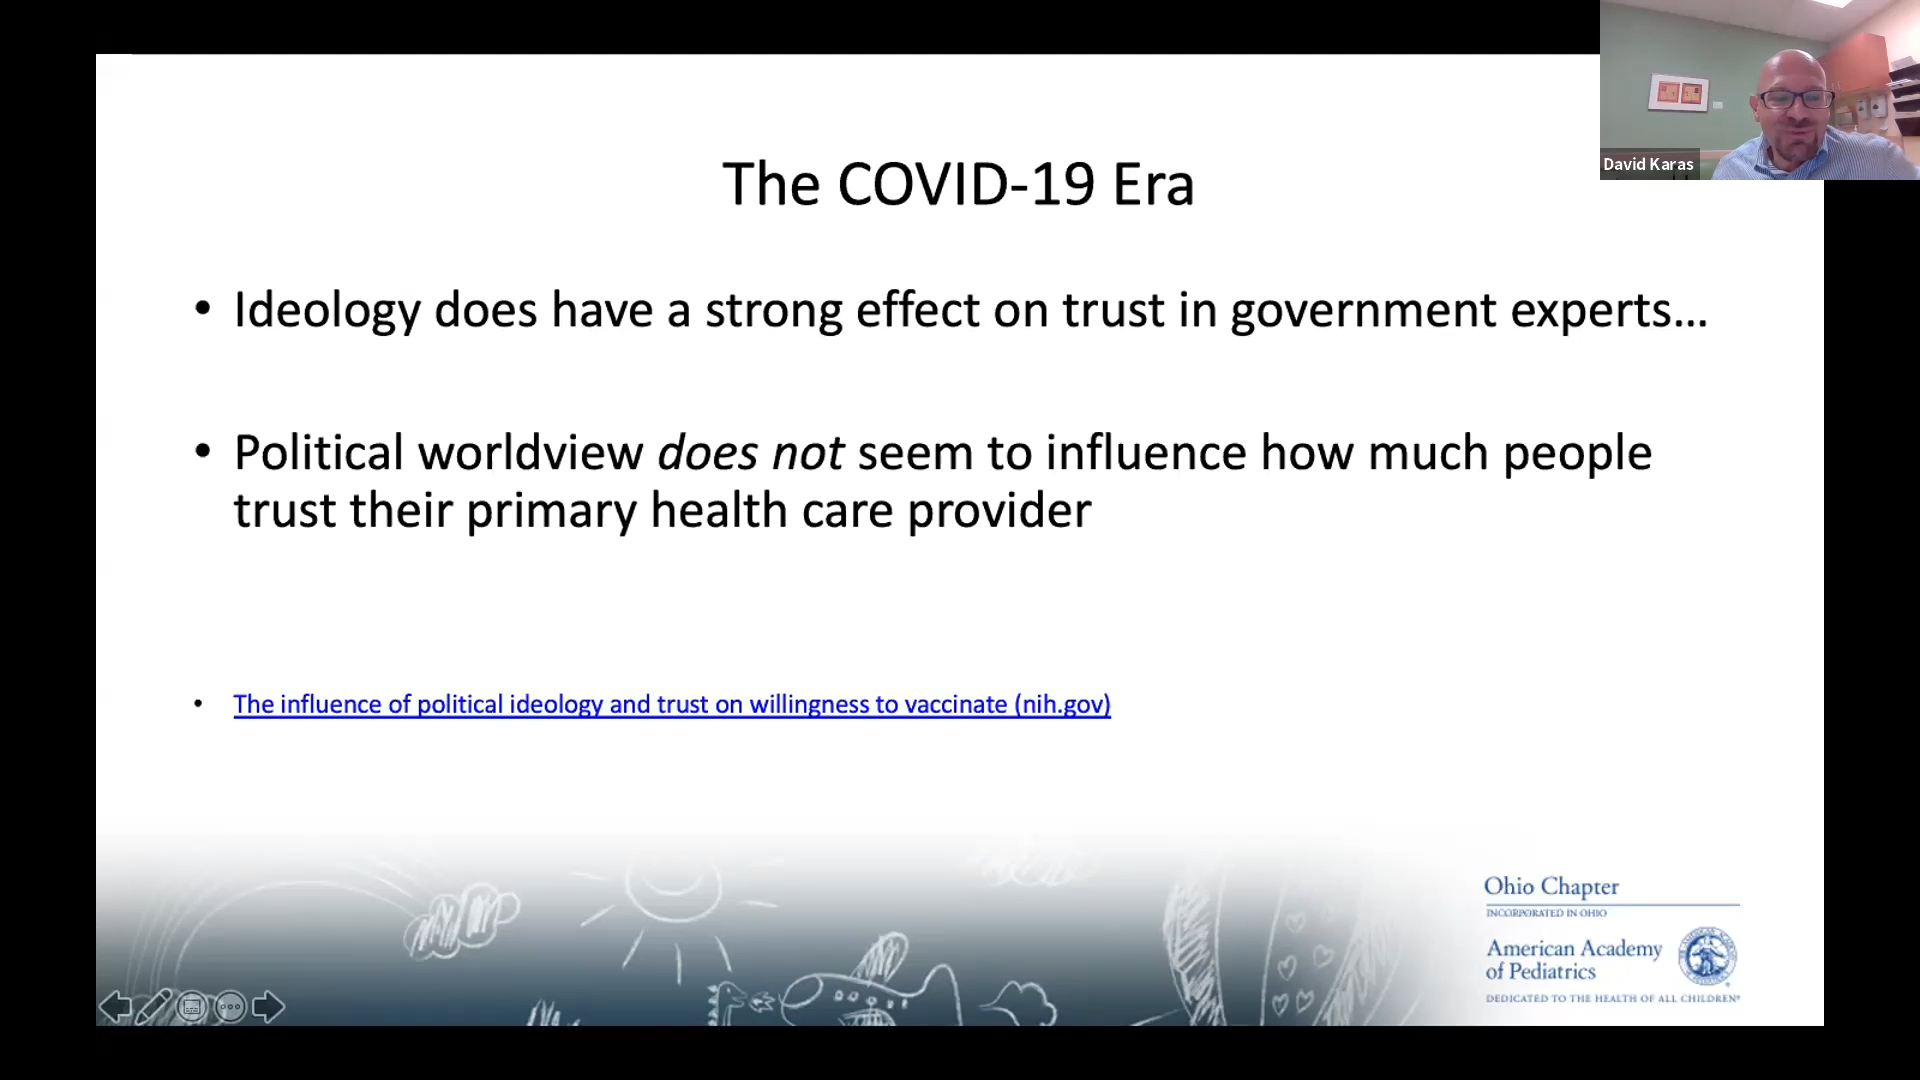 David Karas
The COVID-19 Era
• Ideology does have a strong effect on trust in government experts...
• Political worldview does not seem to influence how much people
trust their primary health care provider
• The influence of political ideology and trust on willingness to vaccinate (nih.gov)
Ohio Chapter
INCORPORATED IN OHIO
American Academy
of Pediatrics
DEDICATED TO THE HEALTH OF ALL CHILDREN®